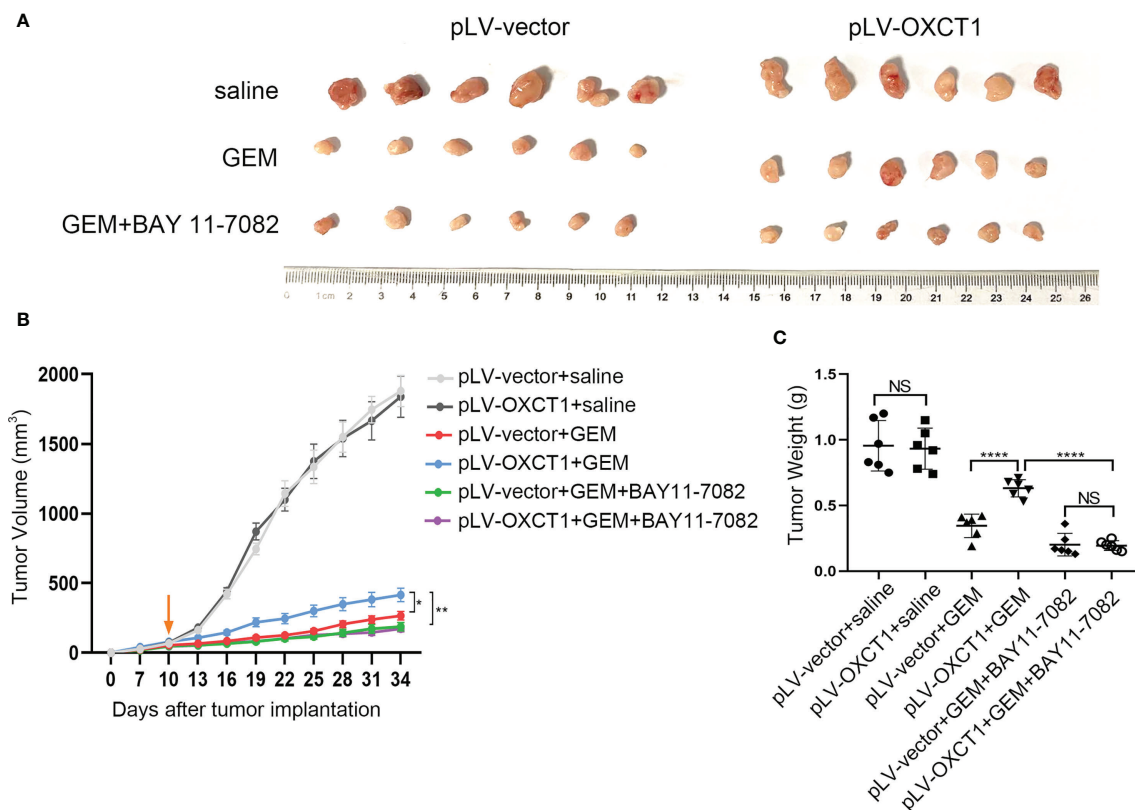 A
pLV-vector
pLV-OXCT1
saline
GEM
GEM+BAY 11-7082
0 1cm 2 3 4 5 6 7 8 9 10 11 12 13 14 15 16 17 18 19 20 21 22 23 24 25 26
B
Tumor Volume (mm³)
2000
1500
1000
500
0
0 7 10 13 16 19 22 25 28 31 34
Days after tumor implantation
pLV-vector+saline
pLV-OXCT1+saline
pLV-vector+GEM
pLV-OXCT1+GEM
pLV-vector+GEM+BAY11-7082
pLV-OXCT1+GEM+BAY11-7082
*
**
C
Tumor Weight (g)
1.5
1.0
0.5
0.0
NS
****
****
NS
pLV-vector+saline
pLV-OXCT1+saline
pLV-vector+GEM
pLV-OXCT1+GEM
pLV-vector+GEM+BAY11-7082
pLV-OXCT1+GEM+BAY11-7082